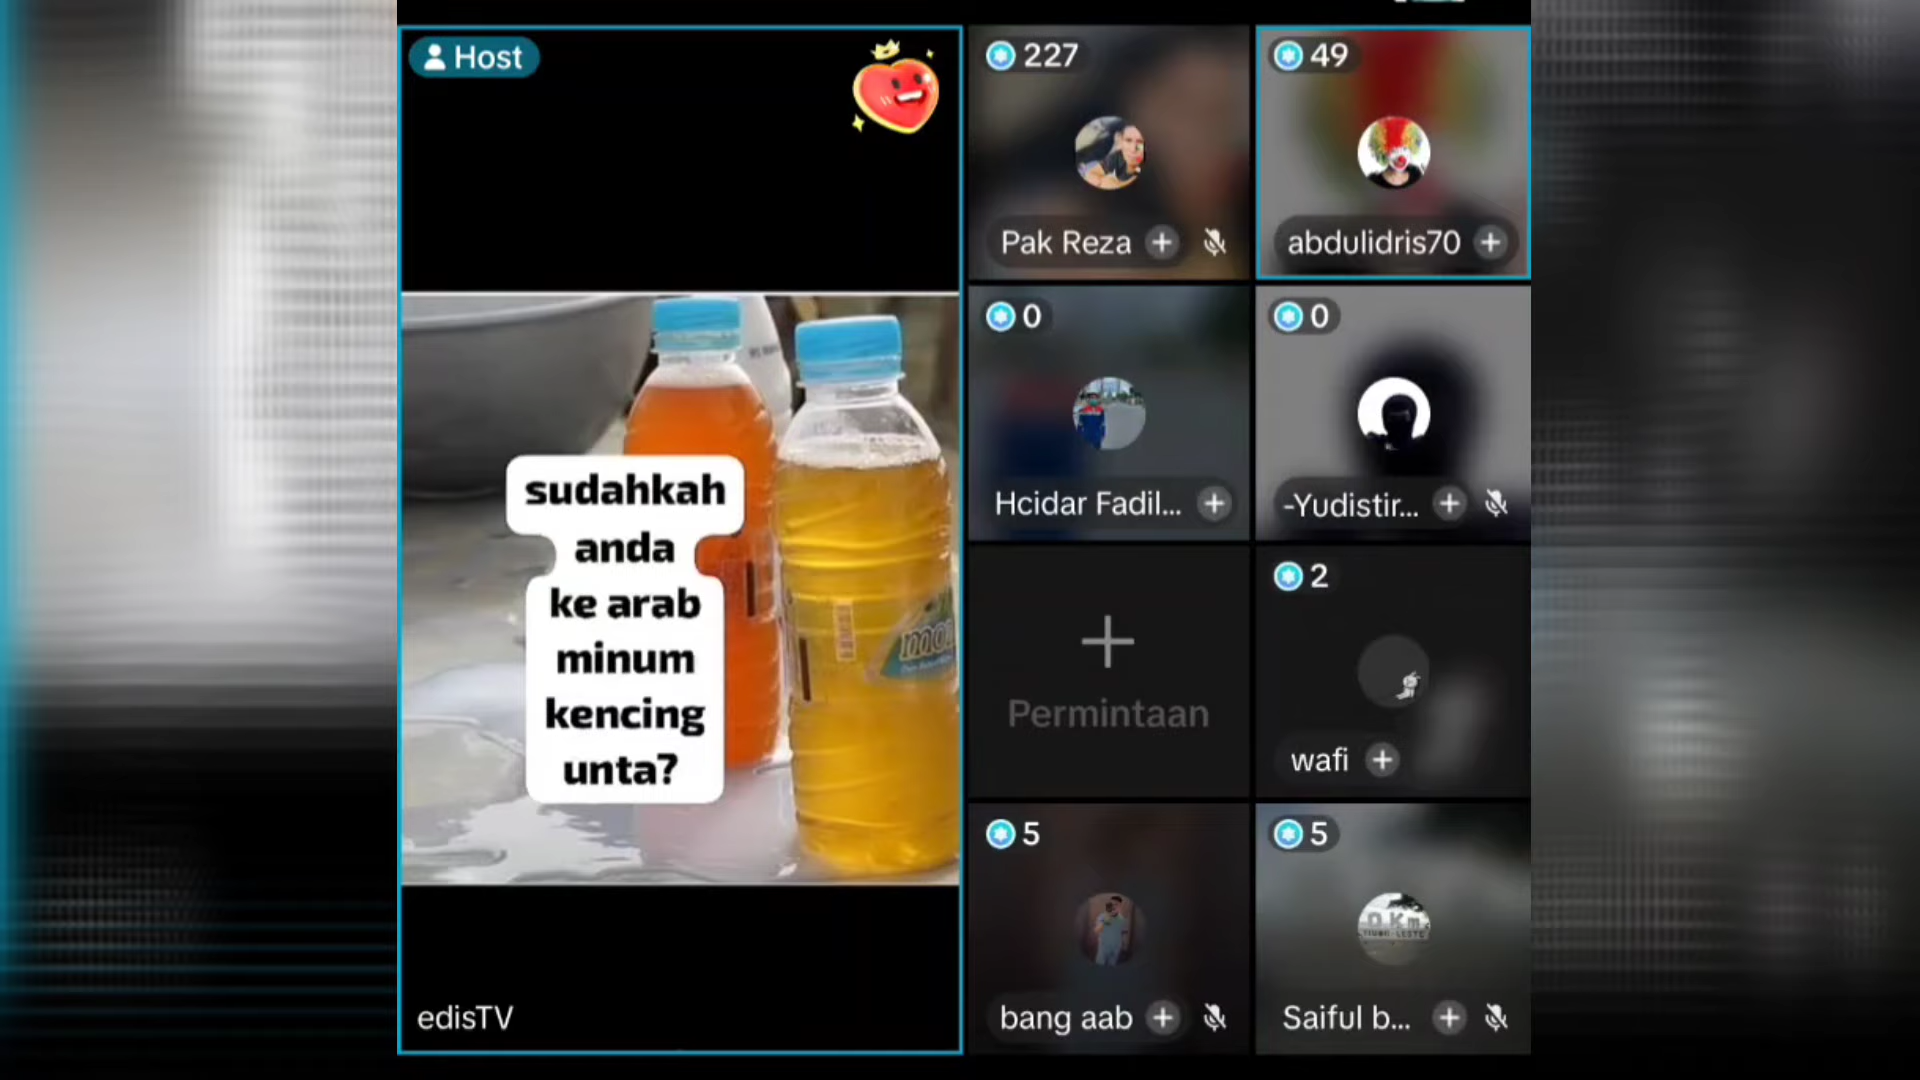 Host
sudahkah
anda
ke arab
minum
kencing
unta?
edisTV
227
Pak Reza
49
abdulidris70
0
Hcidar Fadil...
0
-Yudistir...
Permintaan
2
wafi
5
bang aab
5
Saiful b...